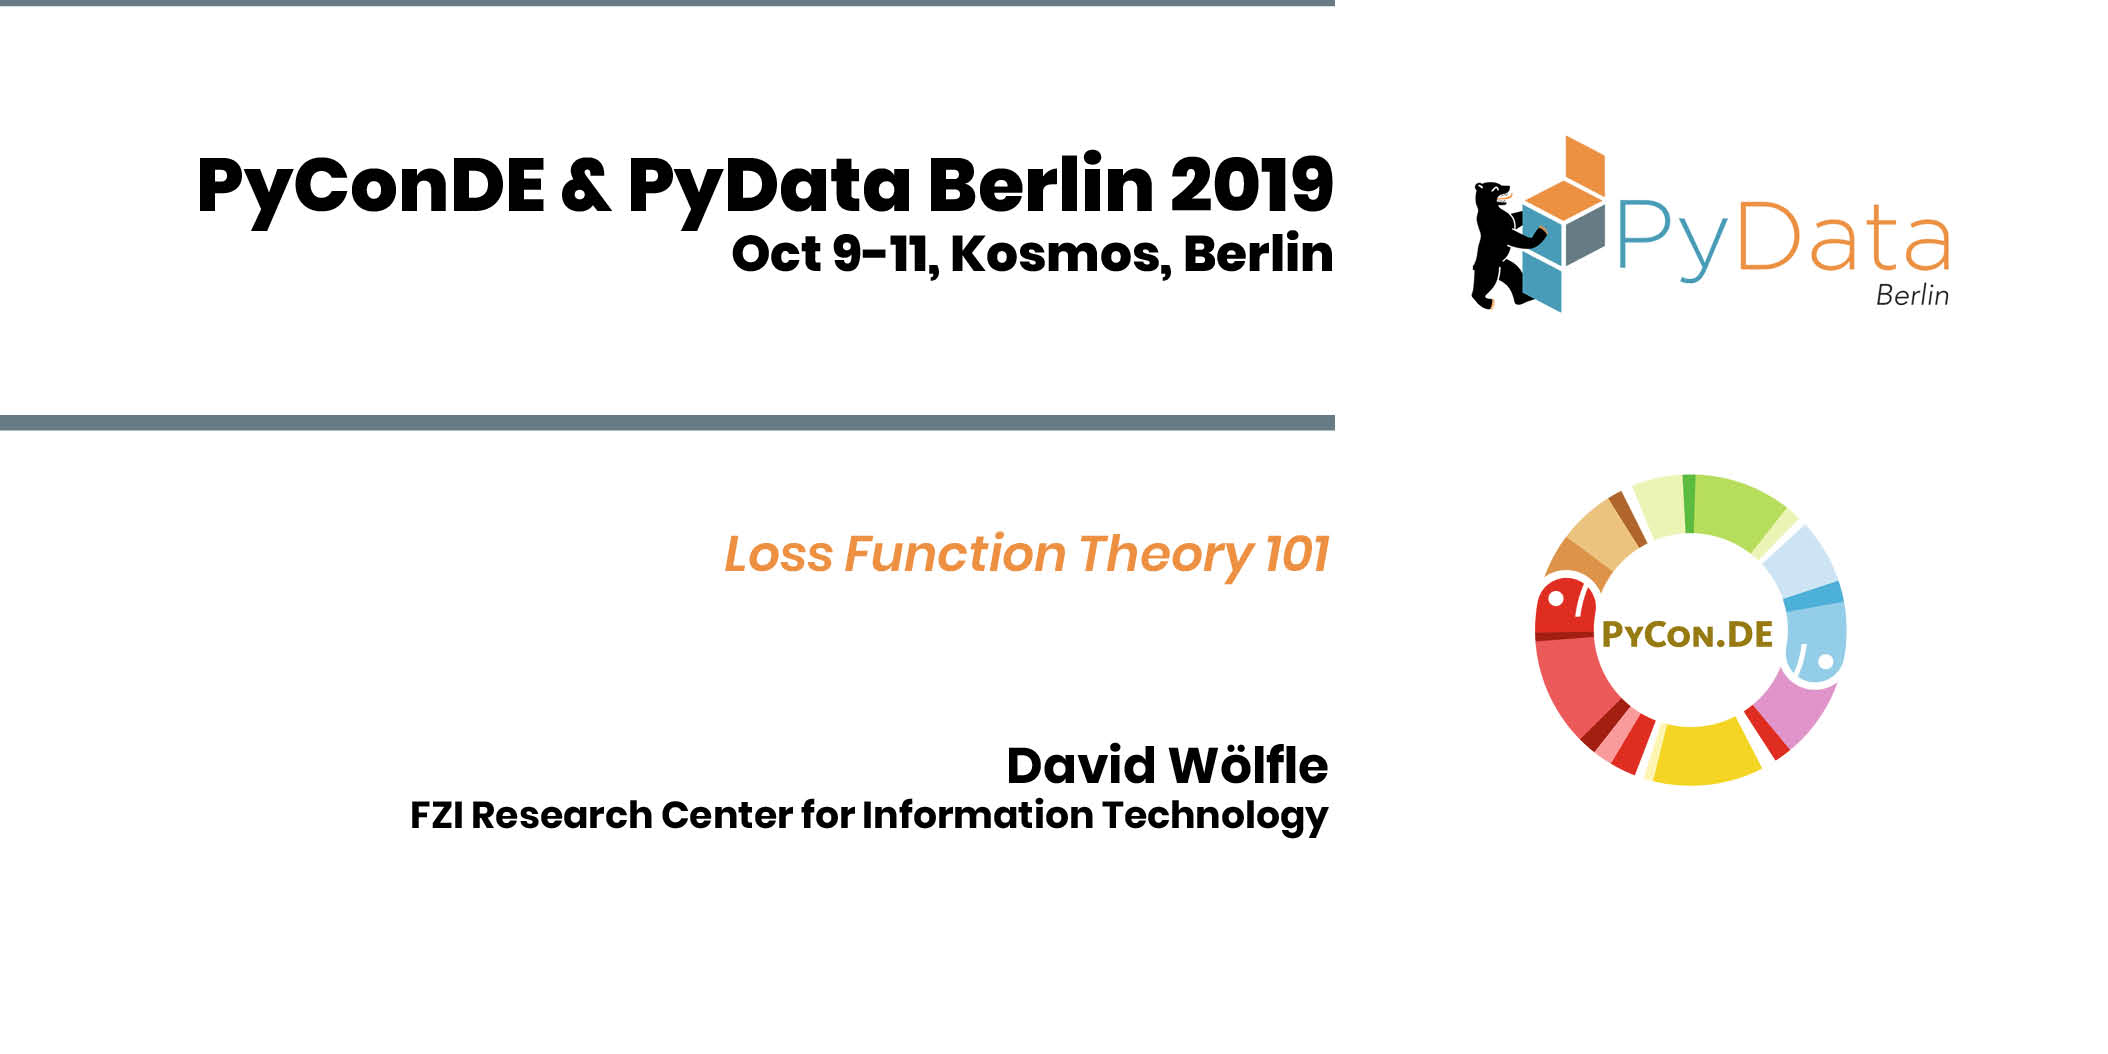 PyConDE & PyData Berlin 2019
Oct 9-11, Kosmos, Berlin
PyData
Berlin
Loss Function Theory 101
PyCon.DE
David Wölfle
FZI Research Center for Information Technology